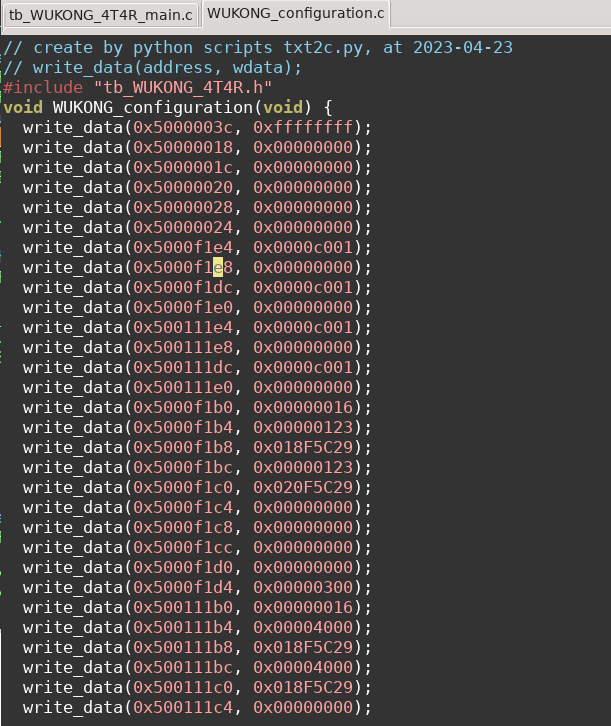 tb_WUKONG_4T4R_main.c WUKONG_configuration.c
// create by python scripts txt2c.py, at 2023-04-23
// write_data(address, wdata);
#include "tb_WUKONG_4T4R.h"
void WUKONG_configuration(void) {
write_data(0x5000003c, 0xffffffff);
write_data(0x50000018, 0x00000000);
write_data(0x5000001c, 0x00000000);
write_data(0x50000020, 0x00000000);
write_data(0x50000028, 0x00000000);
write_data(0x50000024, 0x00000000);
write_data(0x5000f1e4, 0x0000c001);
write_data(0x5000f1e8, 0x00000000);
write_data(0x5000f1dc, 0x0000c001);
write_data(0x5000f1e0, 0x00000000);
write_data(0x500111e4, 0x0000c001);
write_data(0x500111e8, 0x00000000);
write_data(0x500111dc, 0x0000c001);
write_data(0x500111e0, 0x00000000);
write_data(0x5000f1b0, 0x00000016);
write_data(0x5000f1b4, 0x00000123);
write_data(0x5000f1b8, 0x018F5C29);
write_data(0x5000f1bc, 0x00000123);
write_data(0x5000f1c0, 0x020F5C29);
write_data(0x5000f1c4, 0x00000000);
write_data(0x5000f1c8, 0x00000000);
write_data(0x5000f1cc, 0x00000000);
write_data(0x5000f1d0, 0x00000000);
write_data(0x5000f1d4, 0x00000300);
write_data(0x500111b0, 0x00000016);
write_data(0x500111b4, 0x00004000);
write_data(0x500111b8, 0x018F5C29);
write_data(0x500111bc, 0x00004000);
write_data(0x500111c0, 0x018F5C29);
write_data(0x500111c4, 0x00000000);